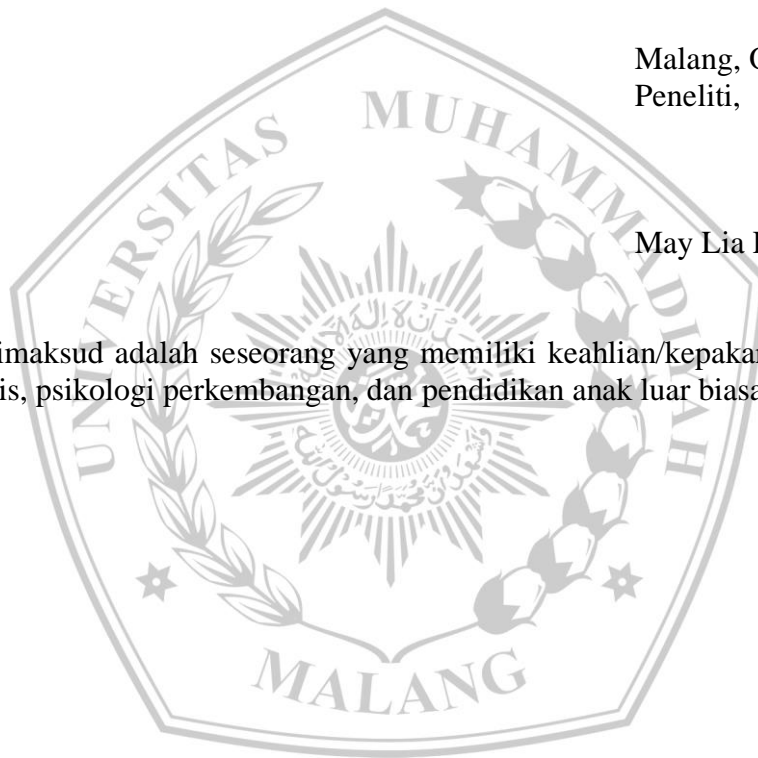 Malang,
Peneliti,
UNIVERSITAS MUHAMMADIYAH
May Lia
imaksud adalah seseorang yang memiliki keahlian/kepakar
is, psikologi perkembangan, dan pendidikan anak luar biasa
MALANG